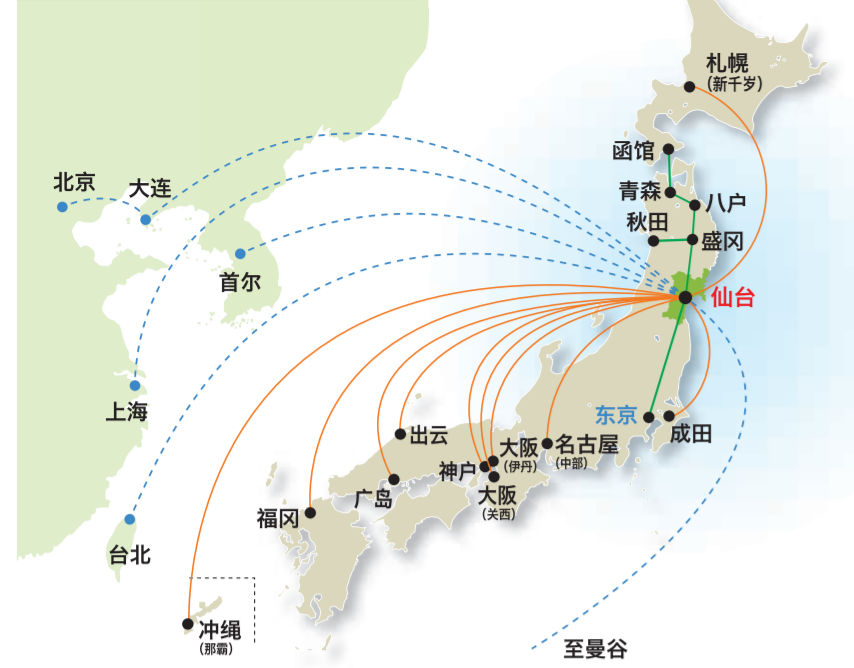 札幌
（新千岁）
函馆
青森
八户
秋田
盛冈
仙台
北京
大连
首尔
上海
台北
东京
成田
出云
大阪
（伊丹）
名古屋
（中部）
神户
广岛
大阪
（关西）
福冈
冲绳
（那霸）
至曼谷